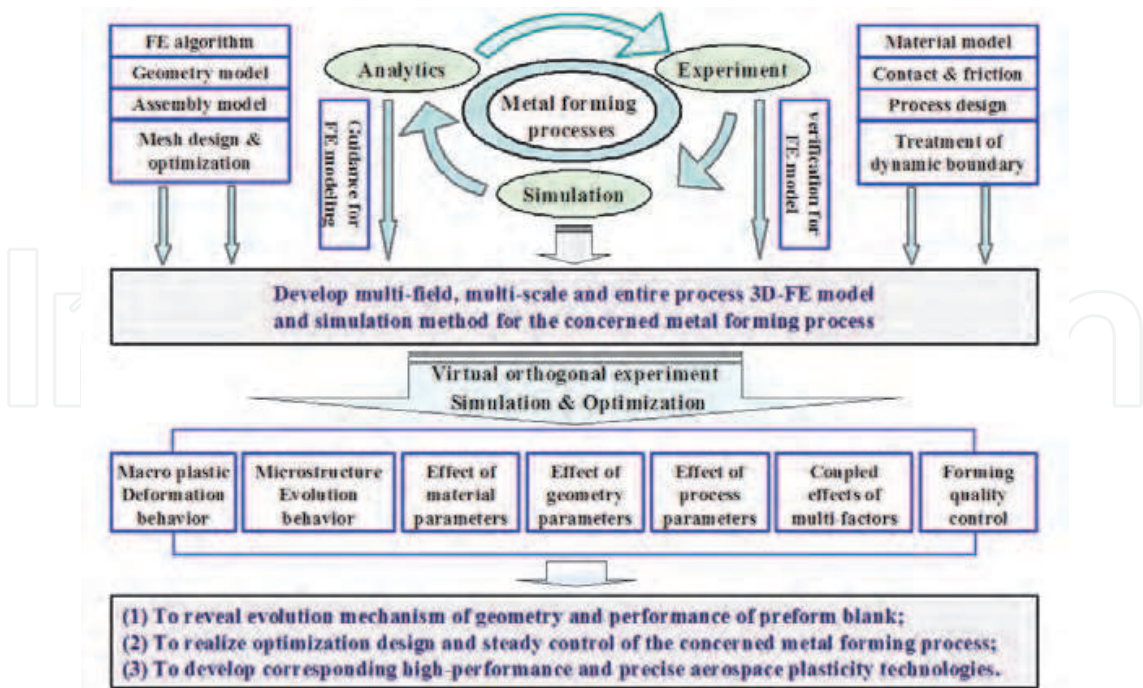 FE algorithm
Geometry model
Assembly model
Mesh design &
optimization
Analytics
Experiment
Metal forming
processes
Simulation
Guidance for
FE modeling
verification for
FE model
Material model
Contact & friction
Process design
Treatment of
dynamic boundary
Develop multi-field, multi-scale and entire process 3D-FE model
and simulation method for the concerned metal forming process
Virtual orthogonal experiment
Simulation & Optimization
Macro plastic
Deformation
behavior
Microstructure
Evolution
behavior
Effect of
material
parameters
Effect of
geometry
parameters
Effect of
process
parameters
Coupled
effects of
multi-factors
Forming
quality
control
(1) To reveal evolution mechanism of geometry and performance of preform blank;
(2) To realize optimization design and steady control of the concerned metal forming process;
(3) To develop corresponding high-performance and precise aerospace plasticity technologies.